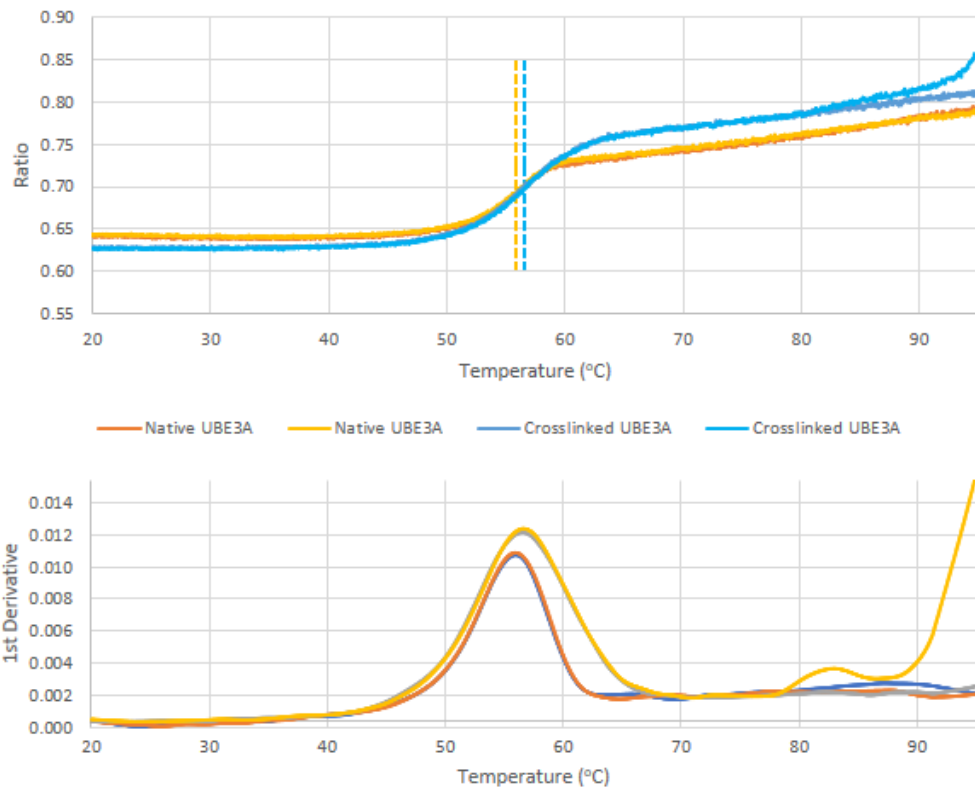 0.90
0.85
0.80
0.75
0.70
0.65
0.60
0.55
Ratio
20 30 40 50 60 70 80 90
Temperature (°C)
Native UBE3A Native UBE3A Crosslinked UBE3A Crosslinked UBE3A
0.014
0.012
0.010
0.008
0.006
0.004
0.002
0.000
1st Derivative
20 30 40 50 60 70 80 90
Temperature (°C)